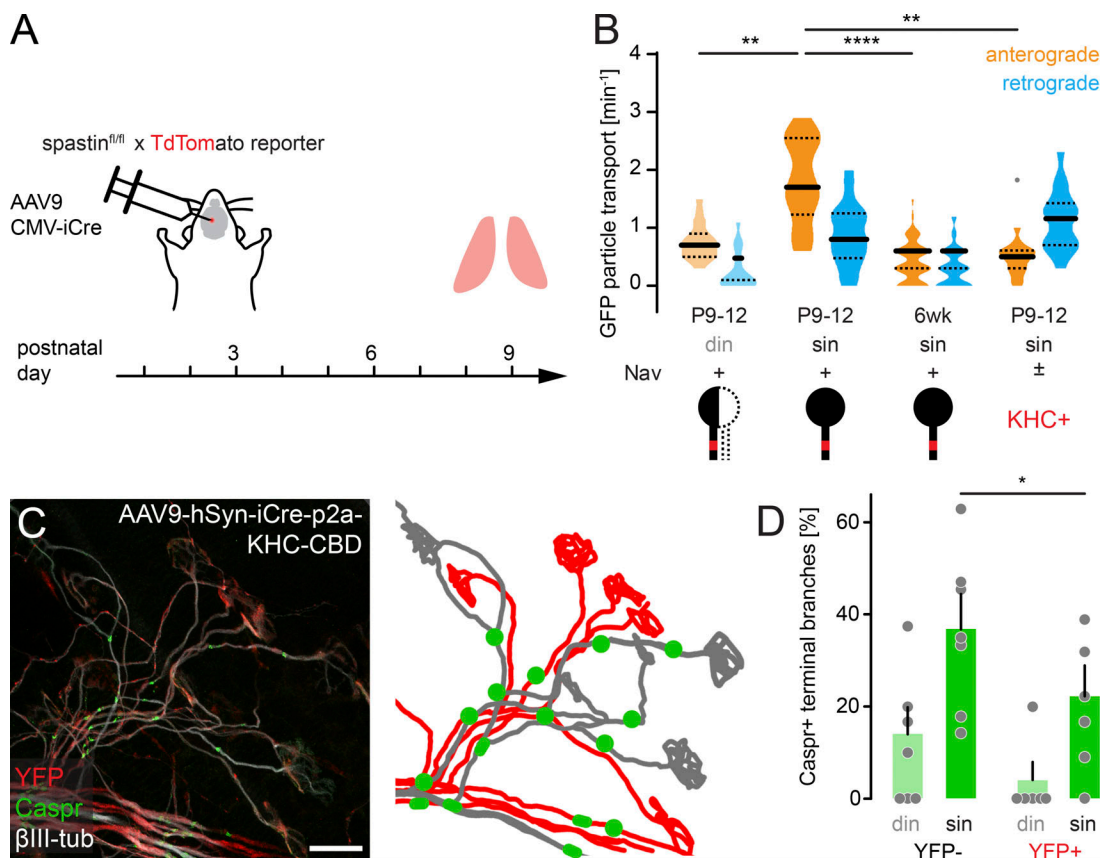 A
spastinfl/fl x TdTomato reporter
AAV9
CMV-iCre
postnatal
day
3
6
9
B
**
**
****
anterograde
retrograde
GFP particle transport [min-1]
4
3
2
1
0
P9-12
P9-12
6wk
P9-12
din
sin
sin
sin
Nav
+
+
+
±
KHC+
C
AAV9-hSyn-iCre-p2a-
KHC-CBD
YFP
Caspr
βIII-tub
D
*
Caspr+ terminal branches [%]
60
40
20
0
din
sin
din
sin
YFP-
YFP+